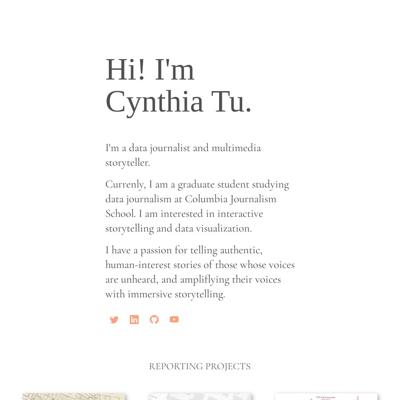 Hi! I'm
Cynthia Tu.
I'm a data journalist and multimedia
storyteller.
Currenly, I am a graduate student studying
data journalism at Columbia Journalism
School. I am interested in interactive
storytelling and data visualization.
I have a passion for telling authentic,
human-interest stories of those whose voices
are unheard, and ampliflying their voices
with immersive storytelling.
REPORTING PROJECTS